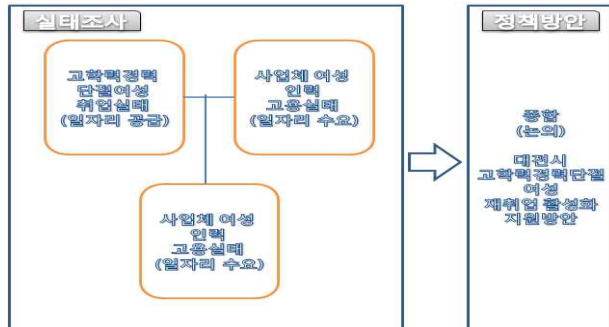 실태조사
정책방안
고학력경력
단절여성
취업실태
(일자리 공급)
사업체 여성
인력
고용실태
(일자리 수요)
사업체 여성
인력
고용실태
(일자리 수요)
종합
(논의)
대전시
고학력경력단절
여성
재취업 활성화
지원방안